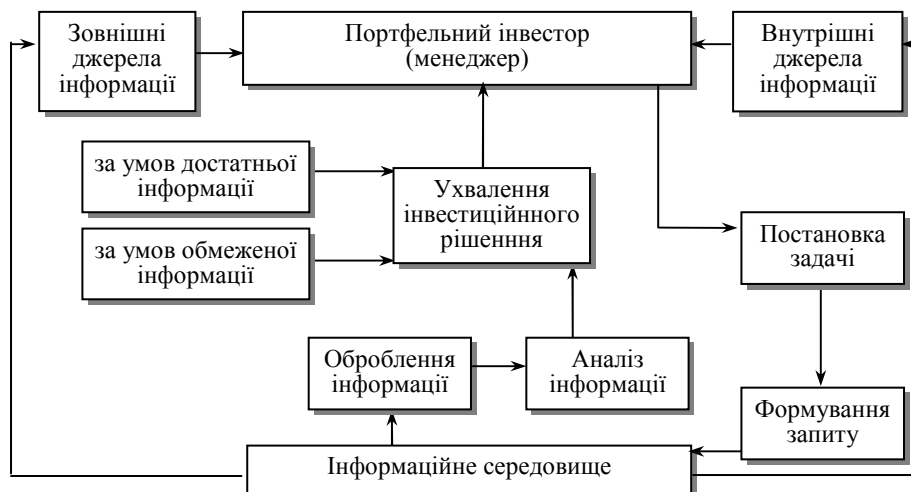 Зовнішні
джерела
інформації
Портфельний інвестор
(менеджер)
Внутрішні
джерела
інформації
за умов достатньої
інформації
Ухвалення
інвестиційнного
рішенння
за умов обмеженої
інформації
Постановка
задачі
Оброблення
інформації
Аналіз
інформації
Формування
запиту
Інформаційне середовище